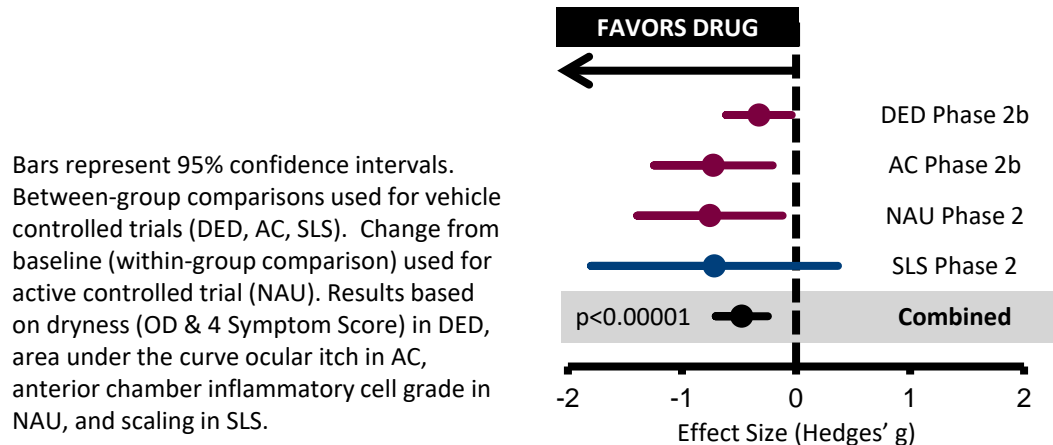 FAVORS DRUG
DED Phase 2b
Bars represent 95% confidence intervals.
Between-group comparisons used for vehicle
controlled trials (DED, AC, SLS).  Change from
baseline (within-group comparison) used for
active controlled trial (NAU). Results based
on dryness (OD & 4 Symptom Score) in DED,
area under the curve ocular itch in AC,
anterior chamber inflammatory cell grade in
NAU, and scaling in SLS.
AC Phase 2b
NAU Phase 2
SLS Phase 2
p<0.00001 Combined
-2 -1 0 1 2
Effect Size (Hedges' g)